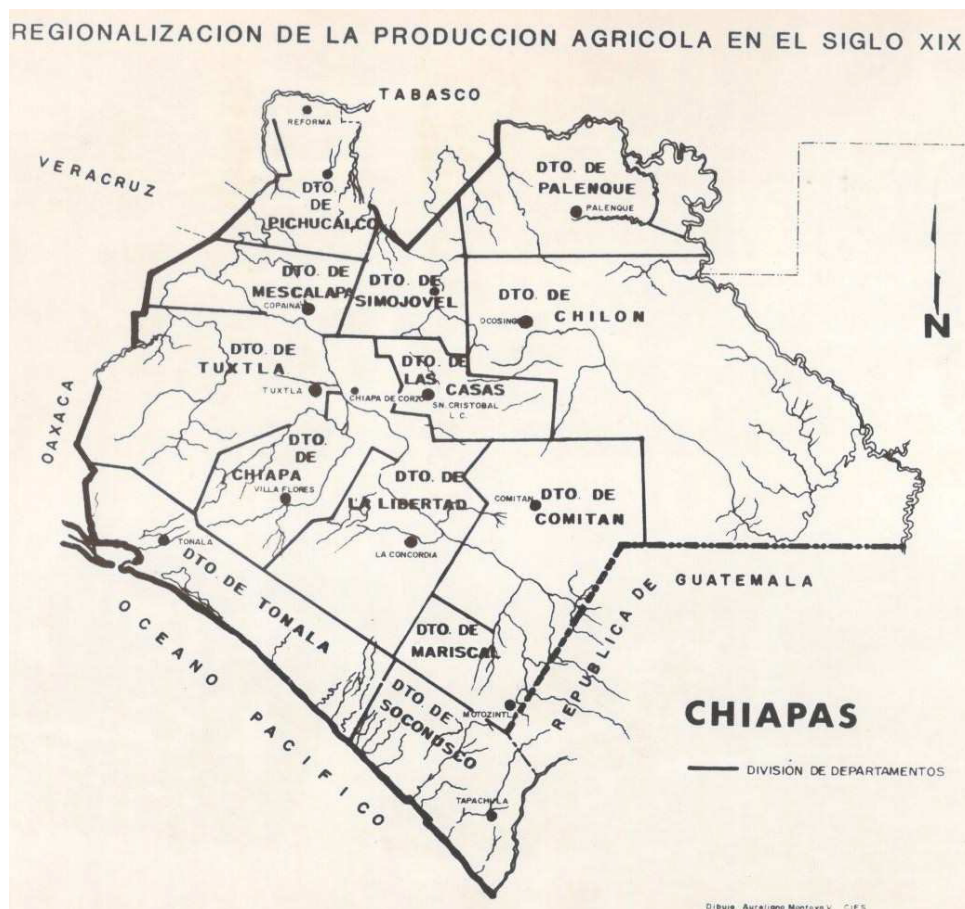 REGIONALIZACION DE LA PRODUCCION AGRICOLA EN EL SIGLO XIX
TABASCO
REFORMA
VERACRUZ
DTO.
DE
PICHUCALCO
DTO. DE
PALENQUE
PALENQUE
DTO. DE
MESCALAPA
COPAINA
DTO. DE
SIMOJOVEL
DTO. DE
CHILON
OCOSINGO
DTO. DE
TUXTLA
TUXTLA
CHIAPA DE CORZO
DTO. DE
LAS
CASAS
SN. CRISTOBAL
L.C.
N
OAXACA
DTO.
DE
CHIAPA
VILLA FLORES
DTO. DE
LA LIBERTAD
LA CONCORDIA
COMITAN
DTO. DE
COMITAN
TONALA
DTO. DE TONALA
DTO. DE
MARISCAL
MOTOZINTLA
REPUBLICA DE
GUATEMALA
OCEANO
PACIFICO
DTO. DE
SOCONUSCO
TAPACHULA
CHIAPAS
DIVISIÓN DE DEPARTAMENTOS
Dibujo. Aureliano